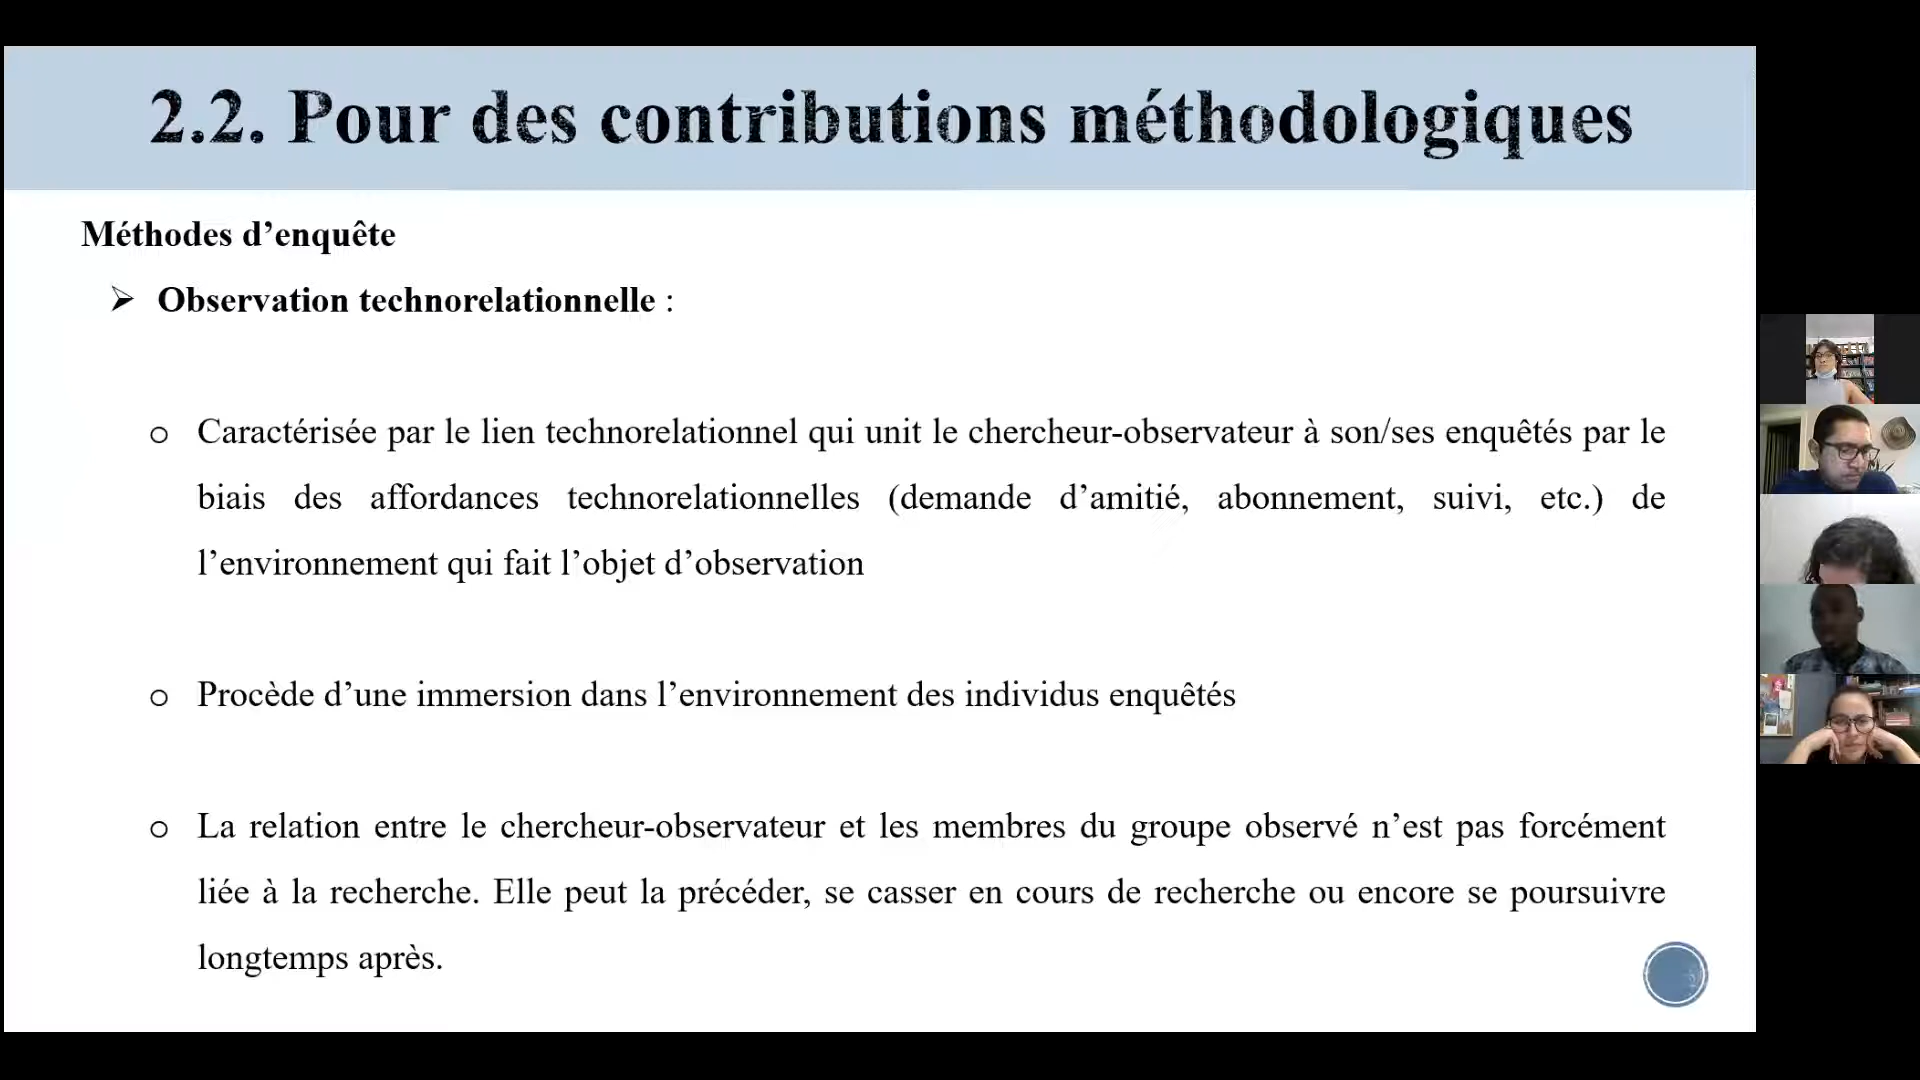 2.2. Pour des contributions méthodologiques
Méthodes d’enquête
➢ Observation technorelationnelle :
o Caractérisée par le lien technorelationnel qui unit le chercheur-observateur à son/ses enquêtés par le
biais des affordances technorelationnelles (demande d’amitié, abonnement, suivi, etc.) de
l’environnement qui fait l’objet d’observation
o Procède d’une immersion dans l’environnement des individus enquêtés
o La relation entre le chercheur-observateur et les membres du groupe observé n’est pas forcément
liée à la recherche. Elle peut la précéder, se casser en cours de recherche ou encore se poursuivre
longtemps après.